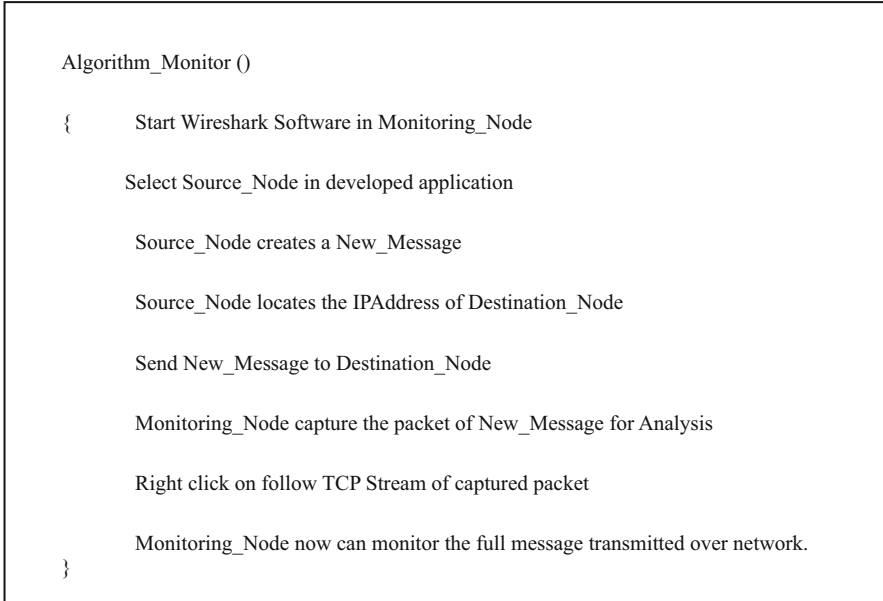 Algorithm_Monitor ()
{ Start Wireshark Software in Monitoring_Node
Select Source_Node in developed application
Source_Node creates a New_Message
Source_Node locates the IPAddress of Destination_Node
Send New_Message to Destination_Node
Monitoring_Node capture the packet of New_Message for Analysis
Right click on follow TCP Stream of captured packet
Monitoring_Node now can monitor the full message transmitted over network.
}